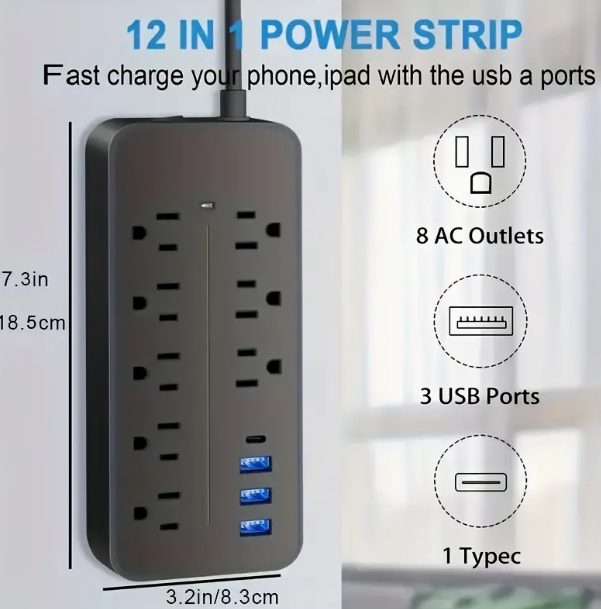 12 IN 1 POWER STRIP
Fast charge your phone,ipad with the usb a ports
8 AC Outlets
7.3in
18.5cm
3 USB Ports
1 Typec
3.2in/8.3cm